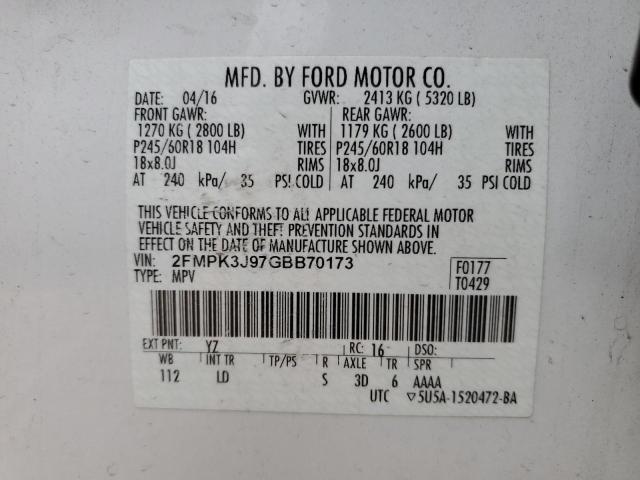 MFD. BY FORD MOTOR CO.
DATE: 04/16 GVWR: 2413 KG ( 5320 LB)
FRONT GAWR: REAR GAWR:
1270 KG ( 2800 LB) WITH 1179 KG ( 2600 LB) WITH
P245/60R18 104H TIRES P245/60R18 104H TIRES
18x8.0J RIMS 18x8.0J RIMS
AT 240 kPa/ 35 PSI COLD AT 240 kPa/ 35 PSI COLD
THIS VEHICLE CONFORMS TO ALL APPLICABLE FEDERAL MOTOR
VEHICLE SAFETY AND THEFT PREVENTION STANDARDS IN
EFFECT ON THE DATE OF MANUFACTURE SHOWN ABOVE.
VIN: 2FMPK3J97GBB70173 F0177
TYPE: MPV T0429
EXT PNT: YZ RC: 16 DSO:
WB INT TR TP/PS R AXLE TR SPR
112 LD S 3D 6 AAAA
UTC ▽5U5A-1520472-BA